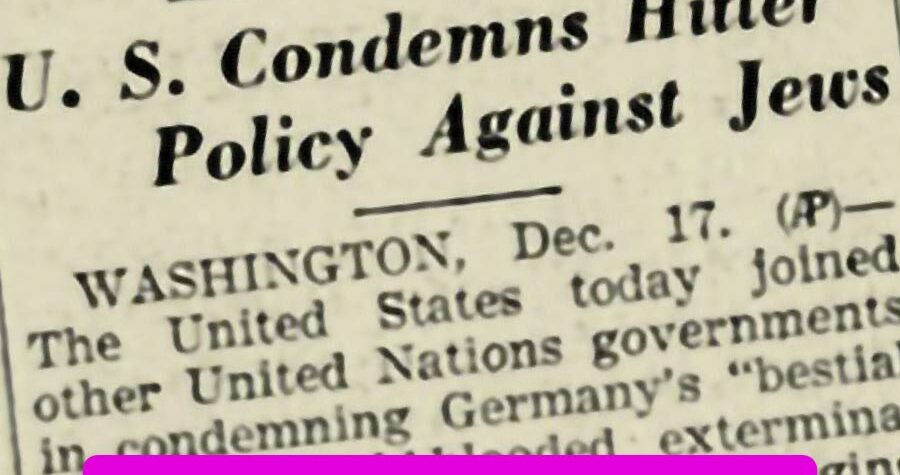 U. S. Condemns Hitler
Policy Against Jews
WASHINGTON, Dec. 17. (AP)—
The United States today joined
other United Nations governments
in condemning Germany's "bestial
extermina